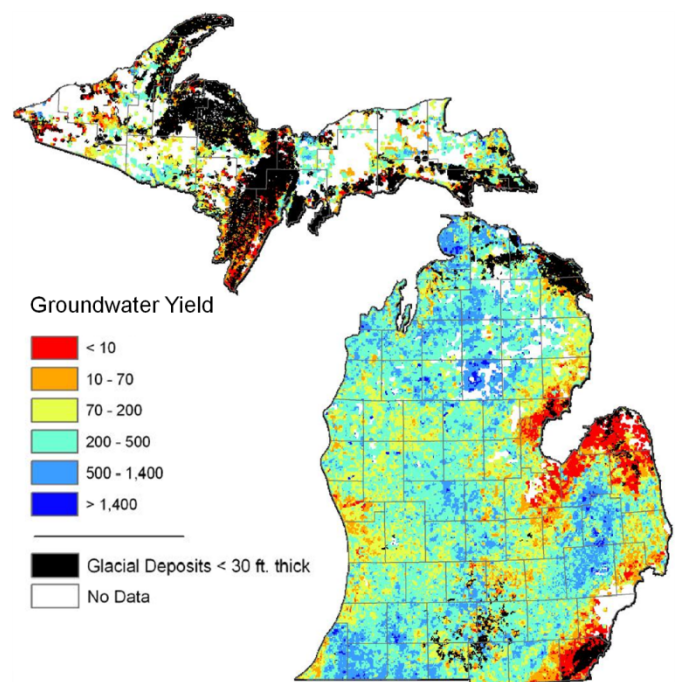 Groundwater Yield
< 10
10 - 70
70 - 200
200 - 500
500 - 1,400
> 1,400
Glacial Deposits < 30 ft. thick
No Data